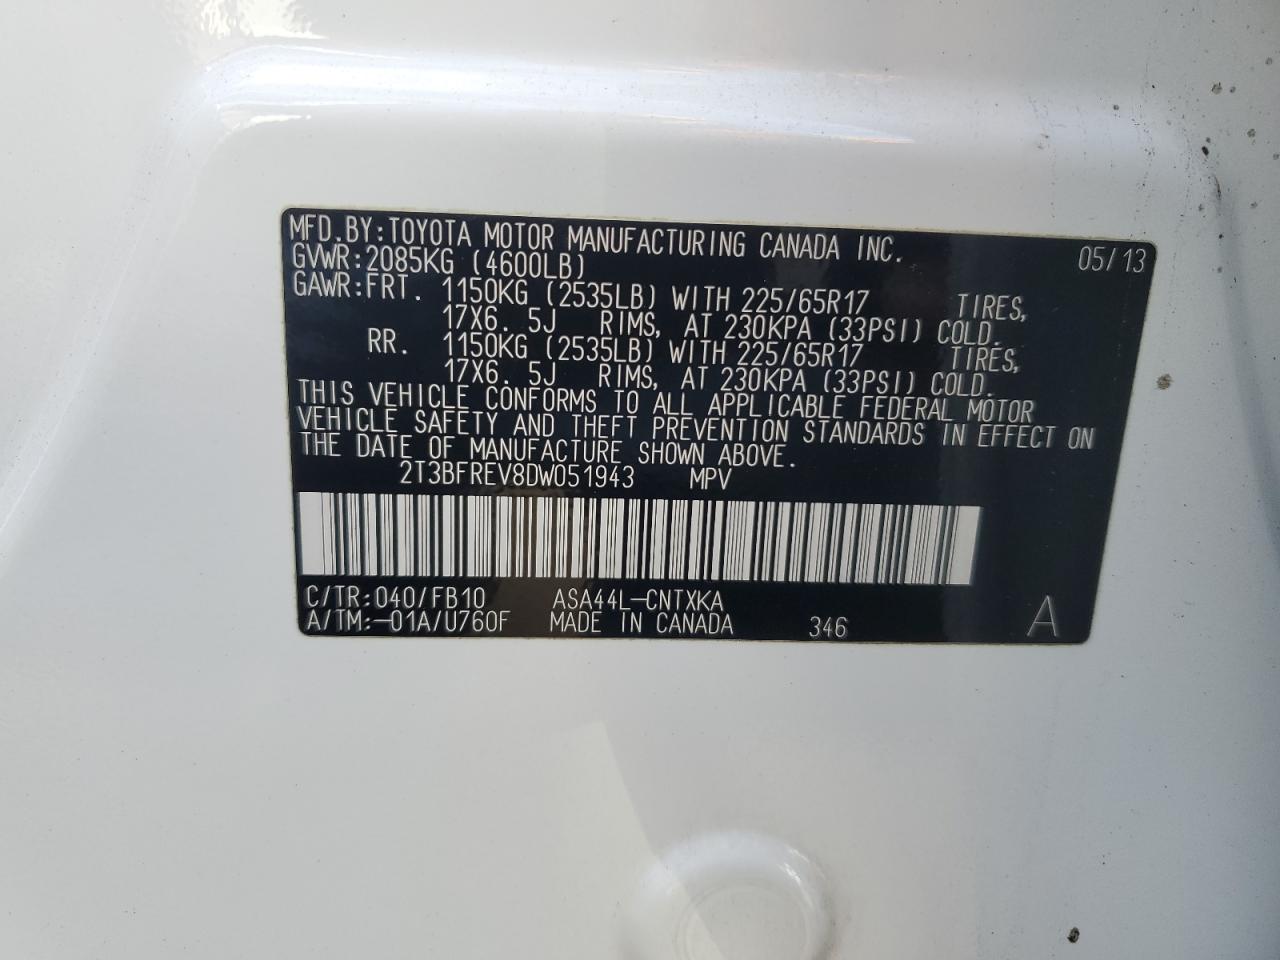 MFD.BY:TOYOTA MOTOR MANUFACTURING CANADA INC. 05/13
GVWR:2085KG (4600LB)
GAWR:FRT. 1150KG (2535LB) WITH 225/65R17 TIRES,
17X6. 5J RIMS, AT 230KPA (33PSI) COLD.
RR. 1150KG (2535LB) WITH 225/65R17 TIRES,
17X6. 5J RIMS, AT 230KPA (33PSI) COLD.
THIS VEHICLE CONFORMS TO ALL APPLICABLE FEDERAL MOTOR
VEHICLE SAFETY AND THEFT PREVENTION STANDARDS IN EFFECT ON
THE DATE OF MANUFACTURE SHOWN ABOVE.
2T3BFREV8DW051943 MPV
C/TR:040/FB10 ASA44L-CNTXKA
A/TM:-01A/U760F MADE IN CANADA 346 A